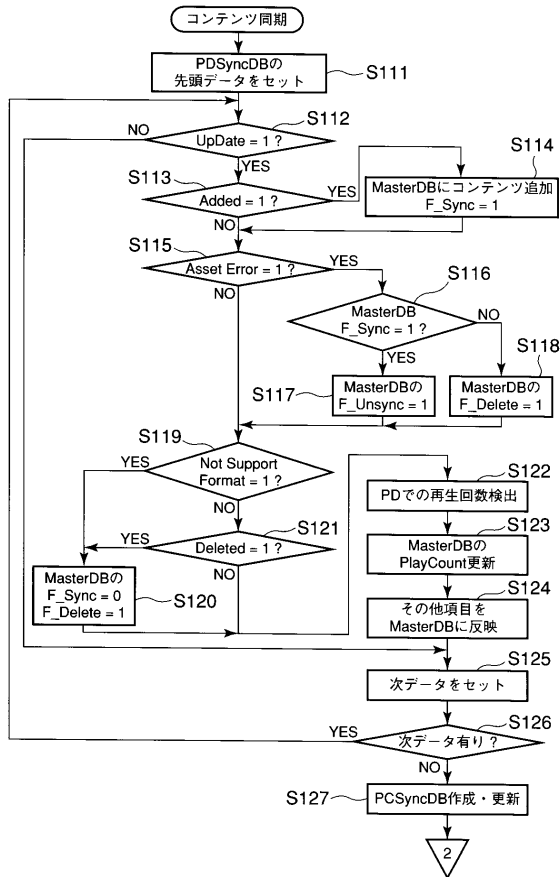 コンテンツ同期
PDSyncDBの
先頭データをセット
S111
NO
S112
UpDate = 1 ?
YES
S113
Added = 1 ?
YES
NO
S114
MasterDBにコンテンツ追加
F_Sync = 1
S115
Asset Error = 1 ?
YES
NO
S116
MasterDB
F_Sync = 1 ?
NO
YES
S117
MasterDBの
F_Unsync = 1
S118
MasterDBの
F_Delete = 1
S119
YES
Not Support
Format = 1 ?
NO
S121
YES
Deleted = 1 ?
NO
MasterDBの
F_Sync = 0
F_Delete = 1
S120
S122
PDでの再生回数検出
S123
MasterDBの
PlayCount更新
S124
その他項目を
MasterDBに反映
S125
次データをセット
S126
YES
次データ有り ?
NO
S127
PCSyncDB作成・更新
2